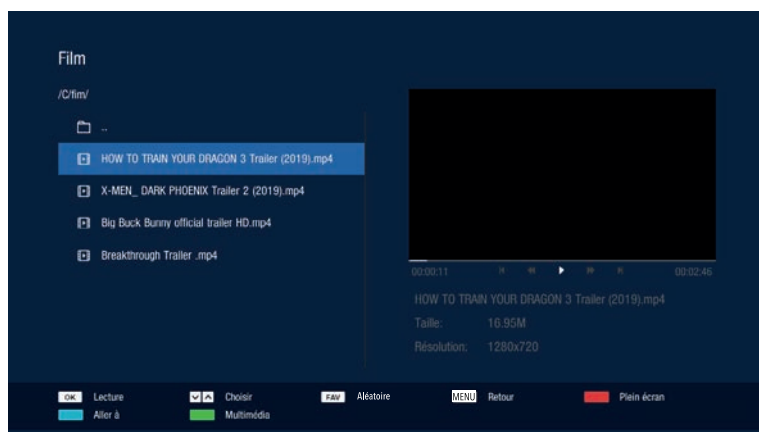 Film
/C/fim/
..
HOW TO TRAIN YOUR DRAGON 3 Trailer (2019).mp4
X-MEN_ DARK PHOENIX Trailer 2 (2019).mp4
Big Buck Bunny official trailer HD.mp4
Breakthrough Trailer .mp4
00:00:11 00:02:46
HOW TO TRAIN YOUR DRAGON 3 Trailer (2019).mp4
Taille: 16.95M
Résolution: 1280x720
OK Lecture Choisir FAV Aléatoire MENU Retour Plein écran
Aller à Multimédia